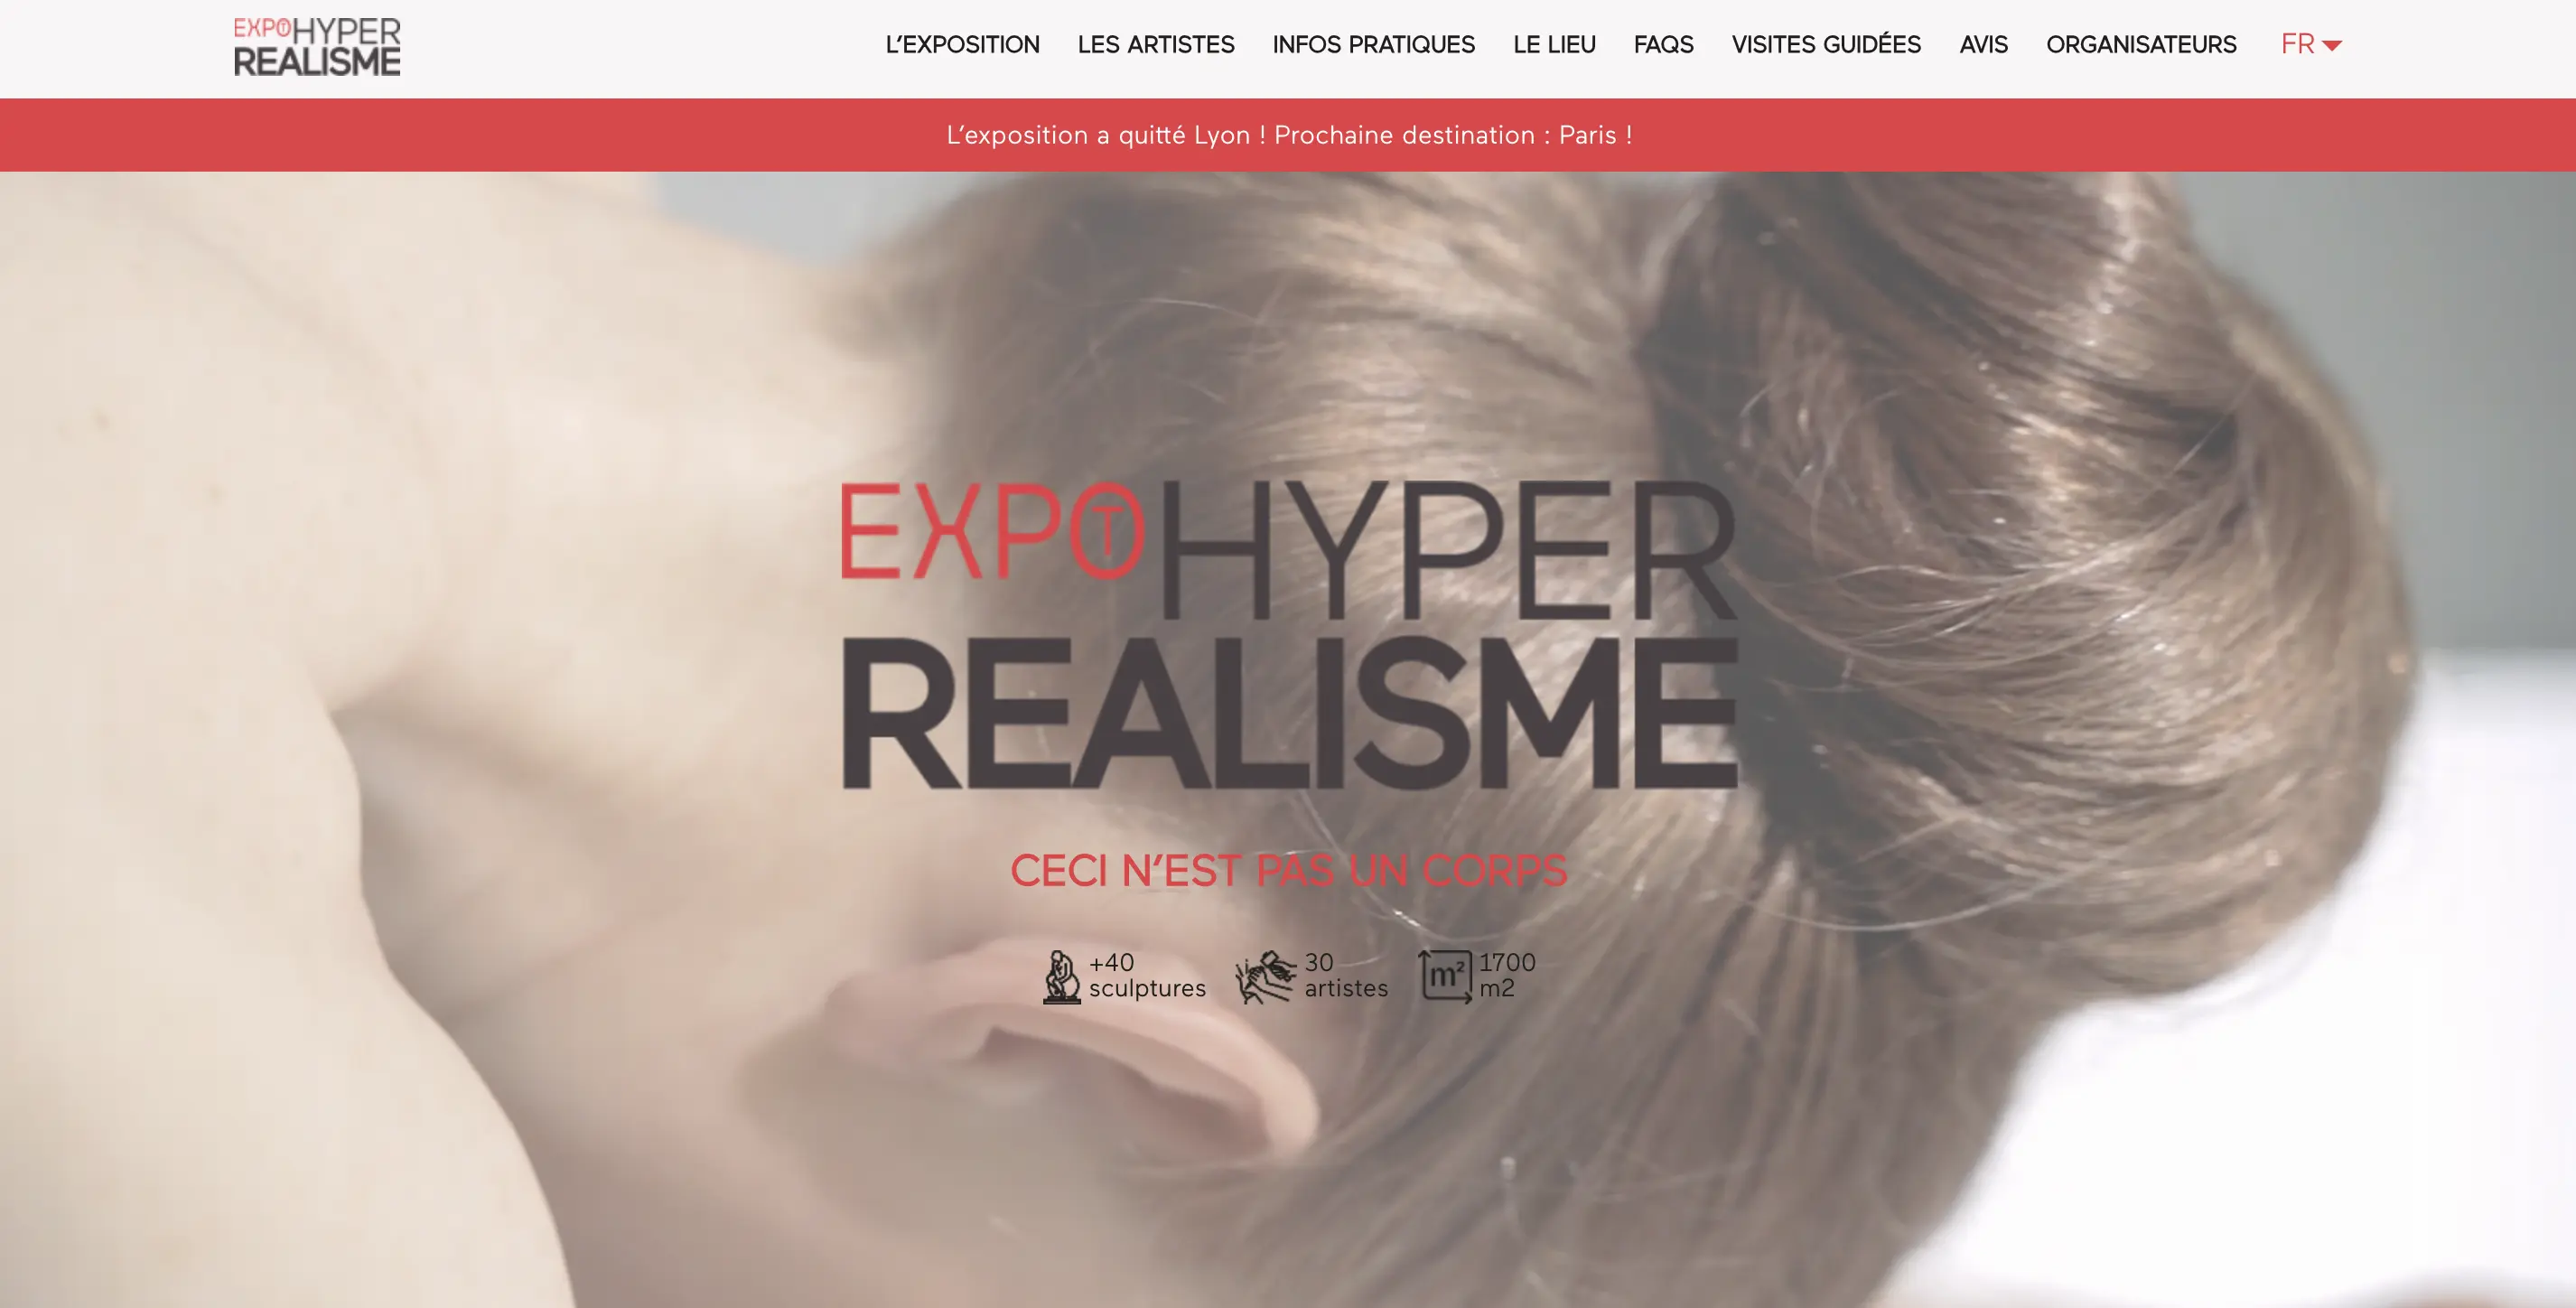 EXPOHYPER
REALISME
L'EXPOSITION LES ARTISTES INFOS PRATIQUES LE LIEU FAQS VISITES GUIDÉES AVIS ORGANISATEURS FR
L'exposition a quitté Lyon ! Prochaine destination : Paris !
EXPOHYPER
REALISME
CECI N'EST PAS UN CORPS
+40
sculptures
30
artistes
m²
1700
m2